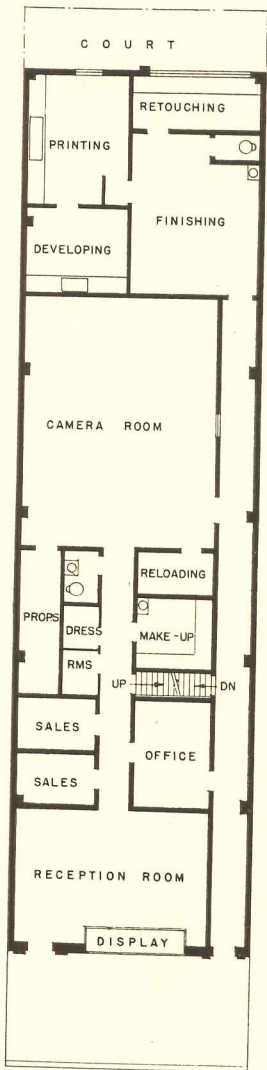 COURT
RETOUCHING
PRINTING
FINISHING
DEVELOPING
CAMERA ROOM
RELOADING
PROPS
DRESS
MAKE-UP
RMS
UP
DN
SALES
OFFICE
SALES
RECEPTION ROOM
DISPLAY